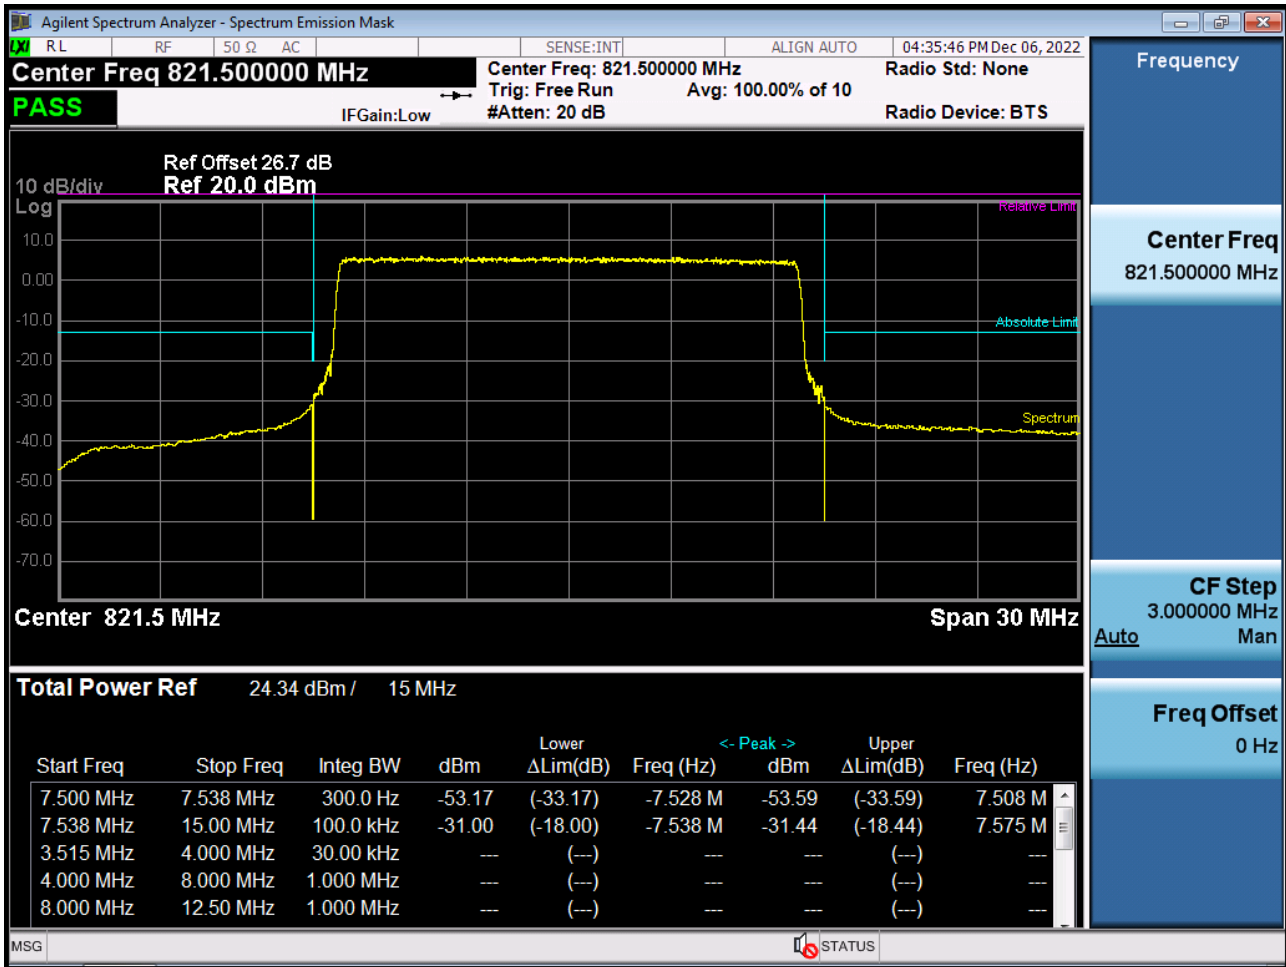 Agilent Spectrum Analyzer - Spectrum Emission Mask
LXI RL RF 50 Ω AC SENSE:INT ALIGN AUTO 04:35:46 PM Dec 06, 2022
Center Freq 821.500000 MHz
PASS
IFGain:Low
Center Freq: 821.500000 MHz
Trig: Free Run Avg: 100.00% of 10
#Atten: 20 dB
Radio Std: None
Radio Device: BTS
Ref Offset 26.7 dB
10 dB/div Ref 20.0 dBm
Log
Relative Limit
10.0
0.00
-10.0
Absolute Limit
-20.0
-30.0
Spectrum
-40.0
-50.0
-60.0
-70.0
Center 821.5 MHz Span 30 MHz
Total Power Ref 24.34 dBm / 15 MHz
Lower <- Peak -> Upper
Start Freq Stop Freq Integ BW dBm ΔLim(dB) Freq (Hz) dBm ΔLim(dB) Freq (Hz)
7.500 MHz 7.538 MHz 300.0 Hz -53.17 (-33.17) -7.528 M -53.59 (-33.59) 7.508 M
7.538 MHz 15.00 MHz 100.0 kHz -31.00 (-18.00) -7.538 M -31.44 (-18.44) 7.575 M
3.515 MHz 4.000 MHz 30.00 kHz --- (---) --- --- (---) ---
4.000 MHz 8.000 MHz 1.000 MHz --- (---) --- --- (---) ---
8.000 MHz 12.50 MHz 1.000 MHz --- (---) --- --- (---) ---
MSG STATUS
Frequency
Center Freq
821.500000 MHz
CF Step
3.000000 MHz
Auto Man
Freq Offset
0 Hz